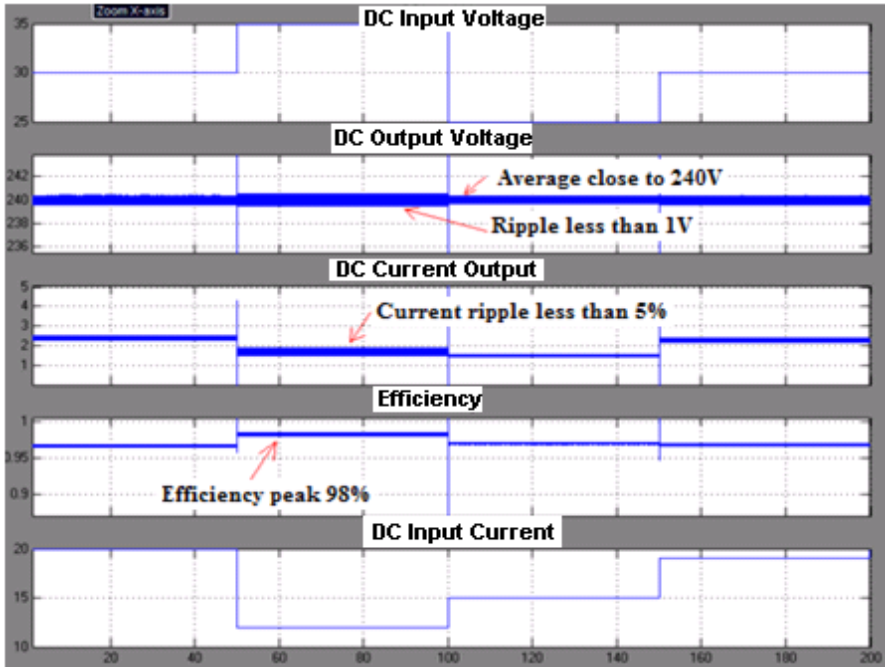 Zoom X-axis
DC Input Voltage
35
30
25
DC Output Voltage
242
240
238
236
Average close to 240V
Ripple less than 1V
DC Current Output
5
4
3
2
1
Current ripple less than 5%
Efficiency
1
0.95
0.9
Efficiency peak 98%
DC Input Current
20
15
10
20 40 60 80 100 120 140 160 180 200